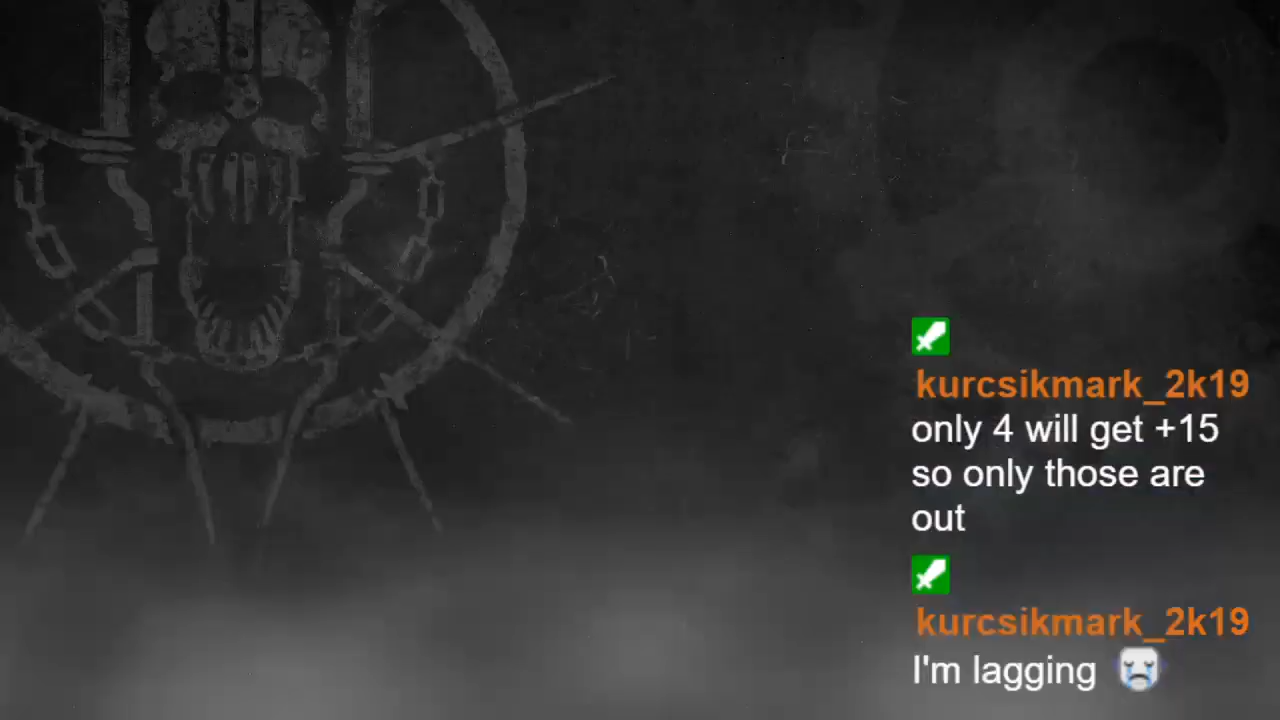 kurcsikmark_2k19
only 4 will get +15
so only those are
out
kurcsikmark_2k19
I'm lagging